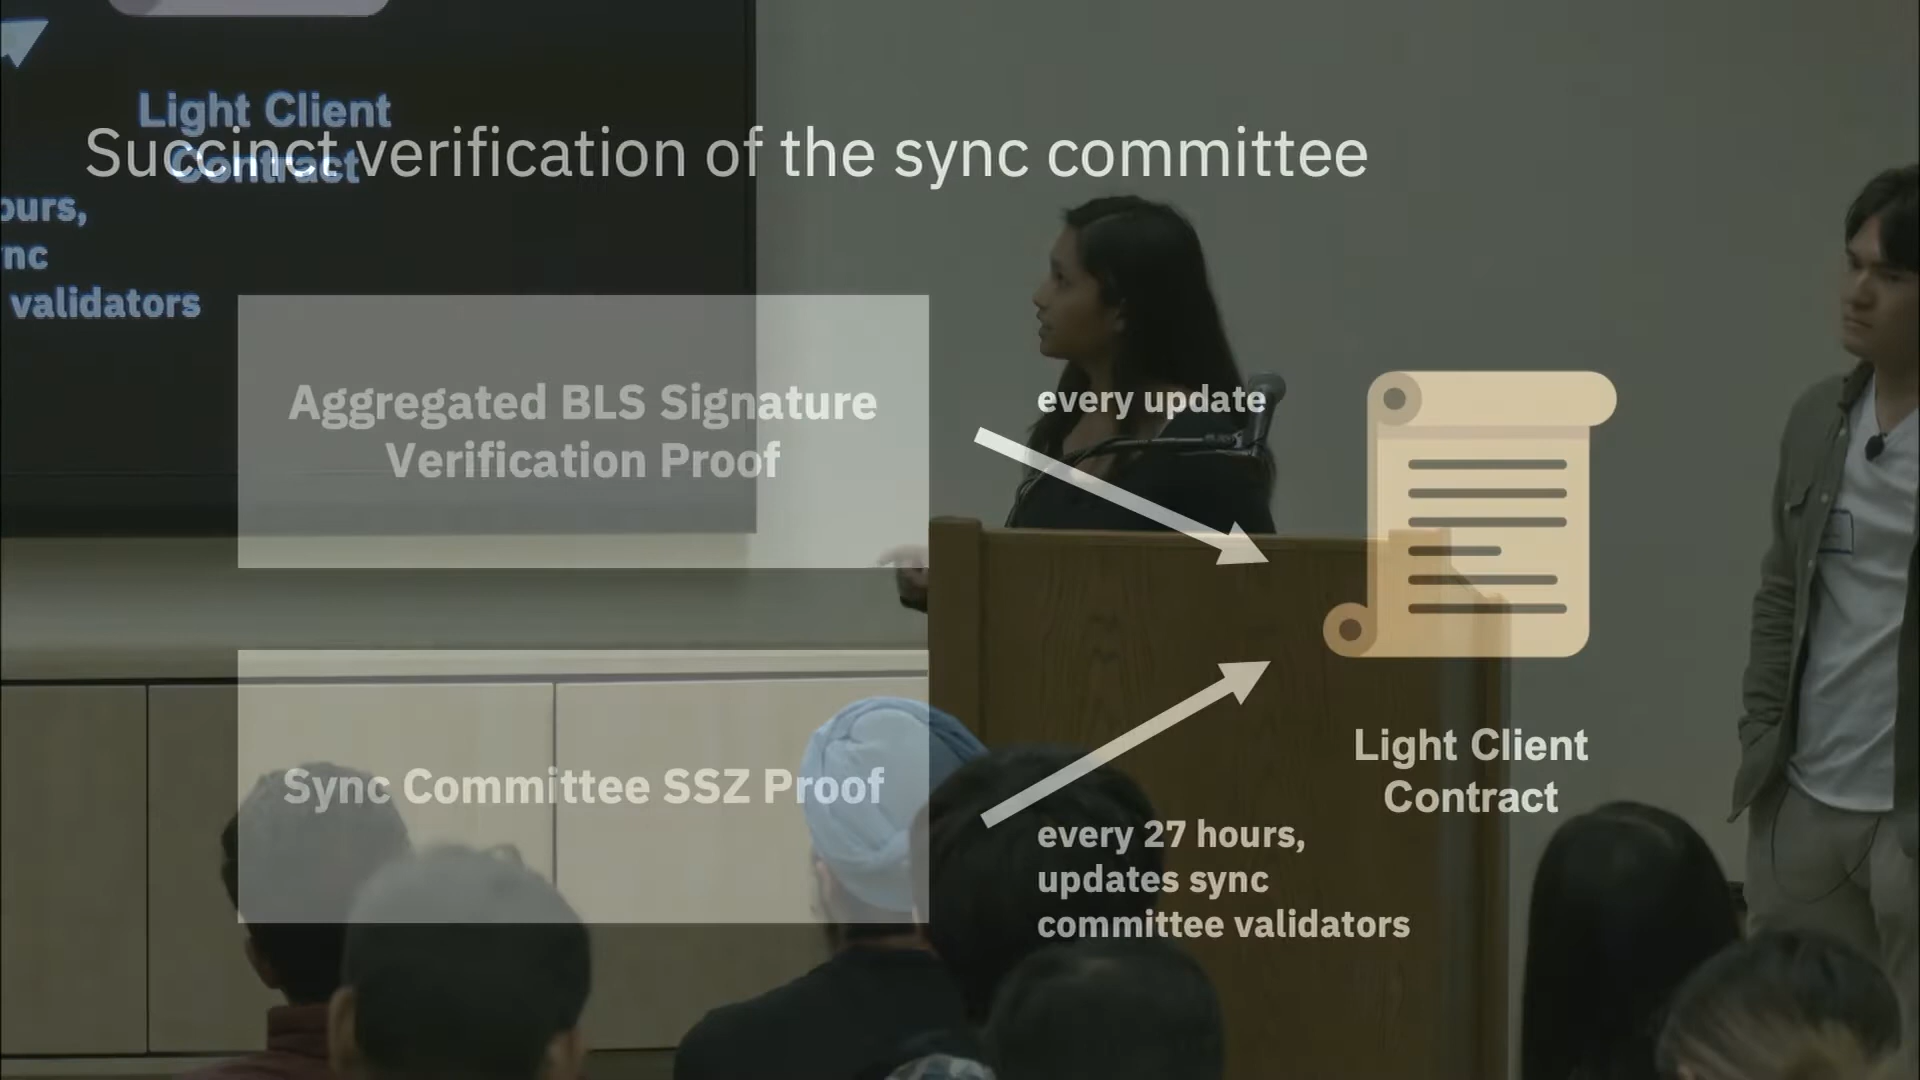 Succinct verification of the sync committee
Light Client
Contract
ours,
nc
validators
Aggregated BLS Signature
Verification Proof
every update
Sync Committee SSZ Proof
Light Client
Contract
every 27 hours,
updates sync
committee validators